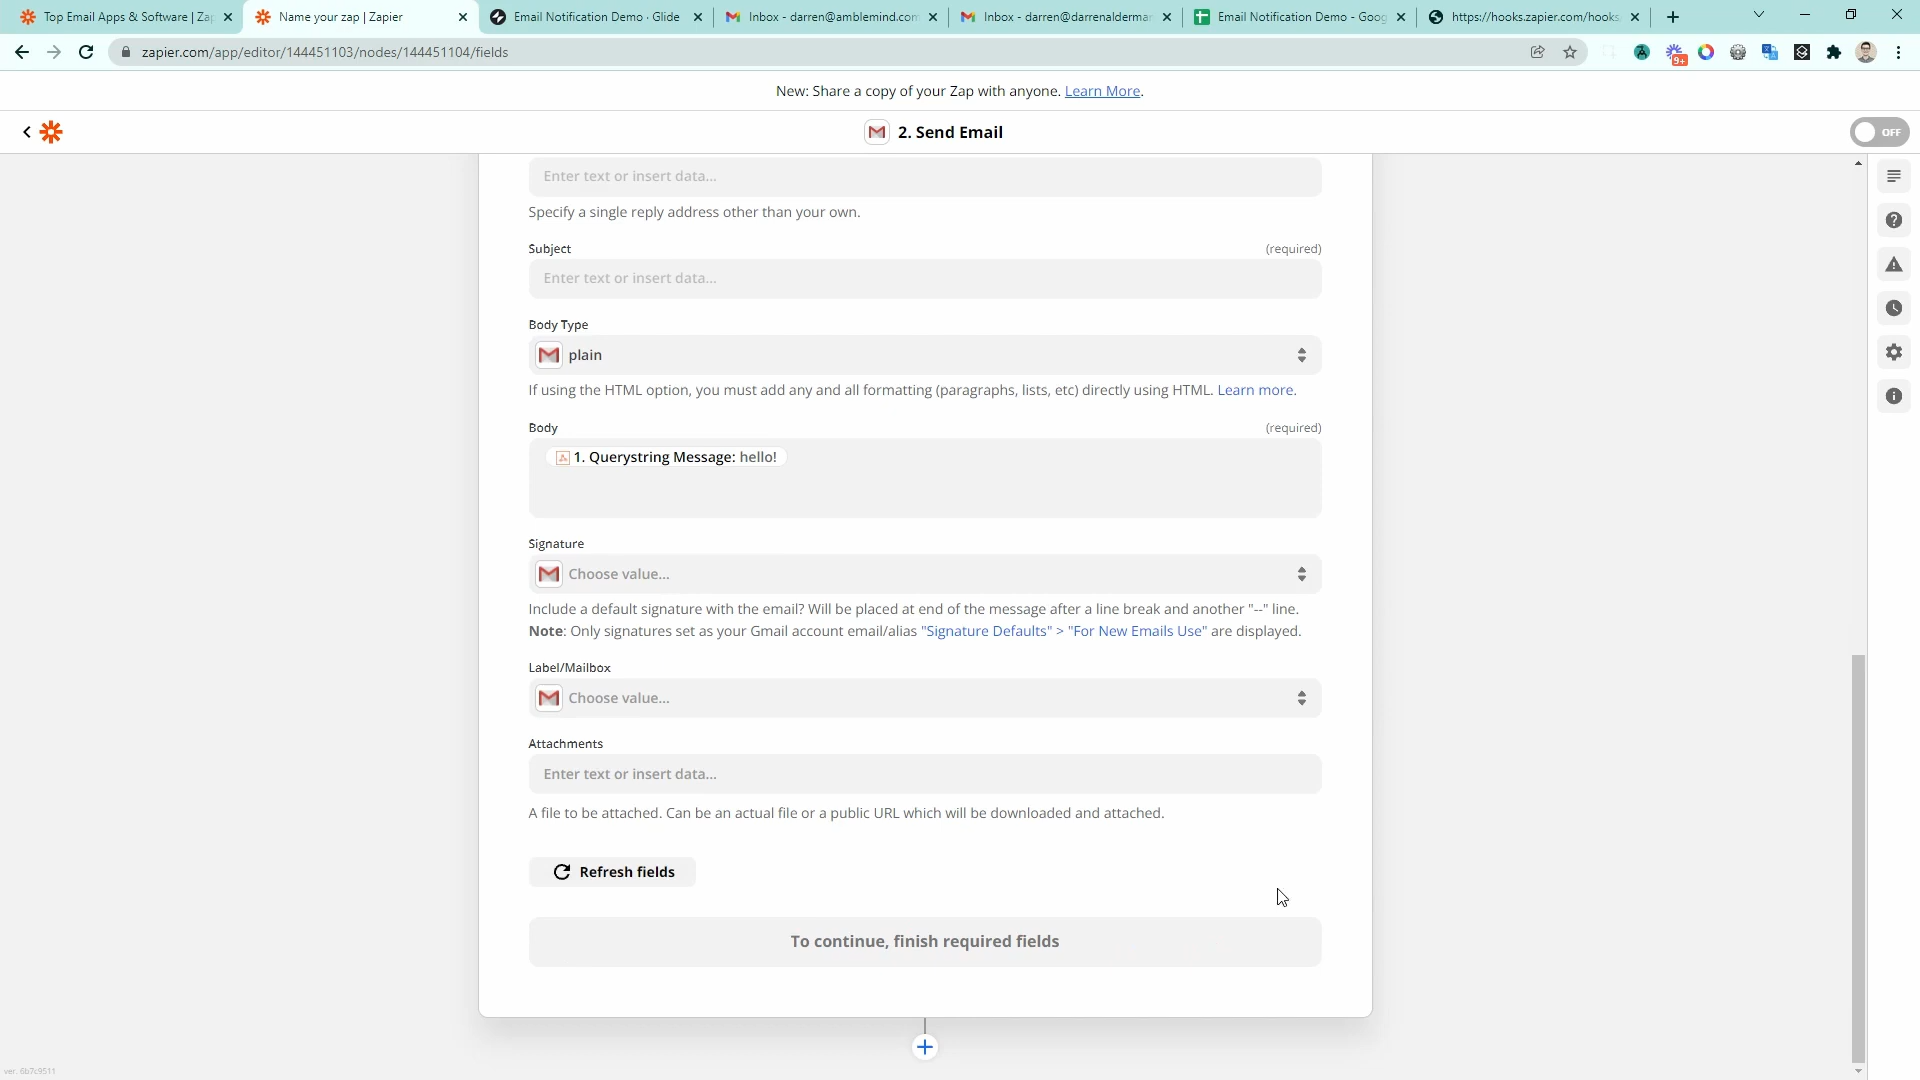 Top Email Apps & Software | Zap
Name your zap | Zapier
Email Notification Demo · Glide
Inbox - darren@amblemind.com
Inbox - darren@darrenalderma
Email Notification Demo - Goog
https://hooks.zapier.com/hooks
zapier.com/app/editor/144451103/nodes/144451104/fields
9+
New: Share a copy of your Zap with anyone. Learn More.
2. Send Email
OFF
Enter text or insert data...
Specify a single reply address other than your own.
Subject
(required)
Enter text or insert data...
Body Type
plain
If using the HTML option, you must add any and all formatting (paragraphs, lists, etc) directly using HTML. Learn more.
Body
(required)
1. Querystring Message: hello!
Signature
Choose value...
Include a default signature with the email? Will be placed at end of the message after a line break and another "--" line.
Note: Only signatures set as your Gmail account email/alias "Signature Defaults" > "For New Emails Use" are displayed.
Label/Mailbox
Choose value...
Attachments
Enter text or insert data...
A file to be attached. Can be an actual file or a public URL which will be downloaded and attached.
Refresh fields
To continue, finish required fields
ver. 6b7c9511